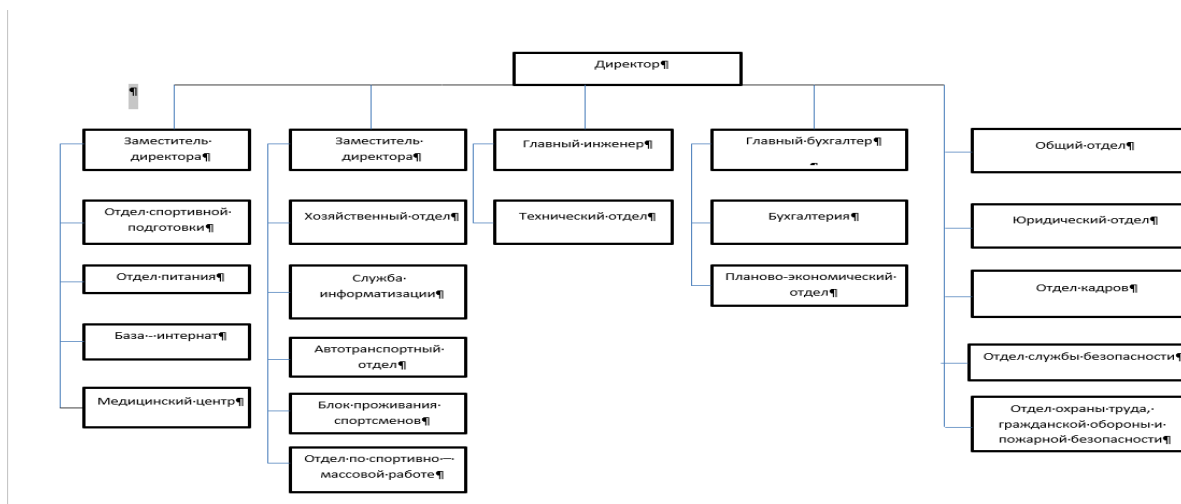 Директор¶
¶
Заместитель·
директора¶
Отдел·спортивной·
подготовки¶
Отдел·питания¶
База·–·интернат¶
Медицинский·центр¶
Заместитель·
директора¶
Хозяйственный·отдел¶
Служба·
информатизации¶
Автотранспортный·
отдел¶
Блок·проживания·
спортсменов¶
Отдел·по·спортивно·–·
массовой·работе¶
Главный·инженер¶
Технический·отдел¶
Главный·бухгалтер¶
¶
Бухгалтерия¶
Планово-экономический·
отдел¶
Общий·отдел¶
Юридический·отдел¶
Отдел·кадров¶
Отдел·службы·безопасности¶
Отдел·охраны·труда,·
гражданской·обороны·и·
пожарной·безопасности¶